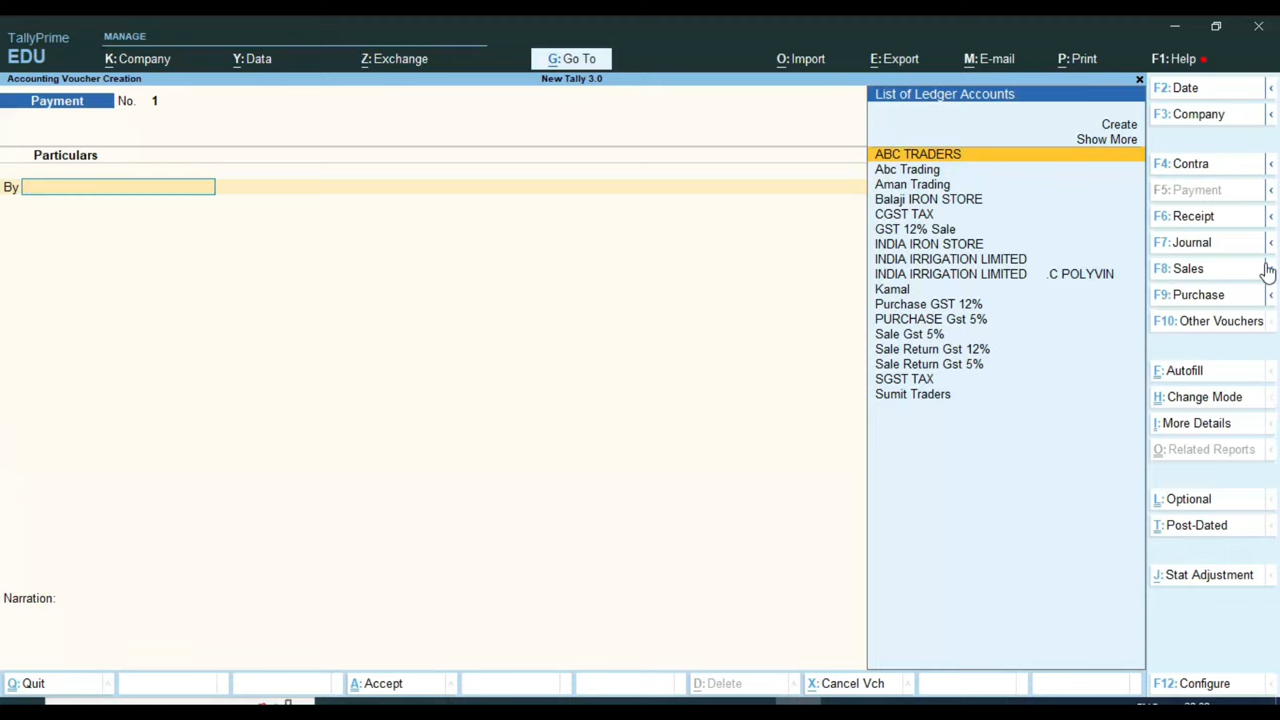 TallyPrime
EDU
MANAGE
K: Company
Y: Data
Z: Exchange
G: Go To
O: Import
E: Export
M: E-mail
P: Print
F1: Help
Accounting Voucher Creation
New Tally 3.0
Payment No. 1
Particulars
By
Narration:
List of Ledger Accounts
Create
Show More
ABC TRADERS
Abc Trading
Aman Trading
Balaji IRON STORE
CGST TAX
GST 12% Sale
INDIA IRON STORE
INDIA IRRIGATION LIMITED
INDIA IRRIGATION LIMITED .C POLYVIN
Kamal
Purchase GST 12%
PURCHASE Gst 5%
Sale Gst 5%
Sale Return Gst 12%
Sale Return Gst 5%
SGST TAX
Sumit Traders
F2: Date
F3: Company
F4: Contra
F5: Payment
F6: Receipt
F7: Journal
F8: Sales
F9: Purchase
F10: Other Vouchers
F: Autofill
H: Change Mode
I: More Details
O: Related Reports
L: Optional
T: Post-Dated
J: Stat Adjustment
Q: Quit
A: Accept
D: Delete
X: Cancel Vch
F12: Configure